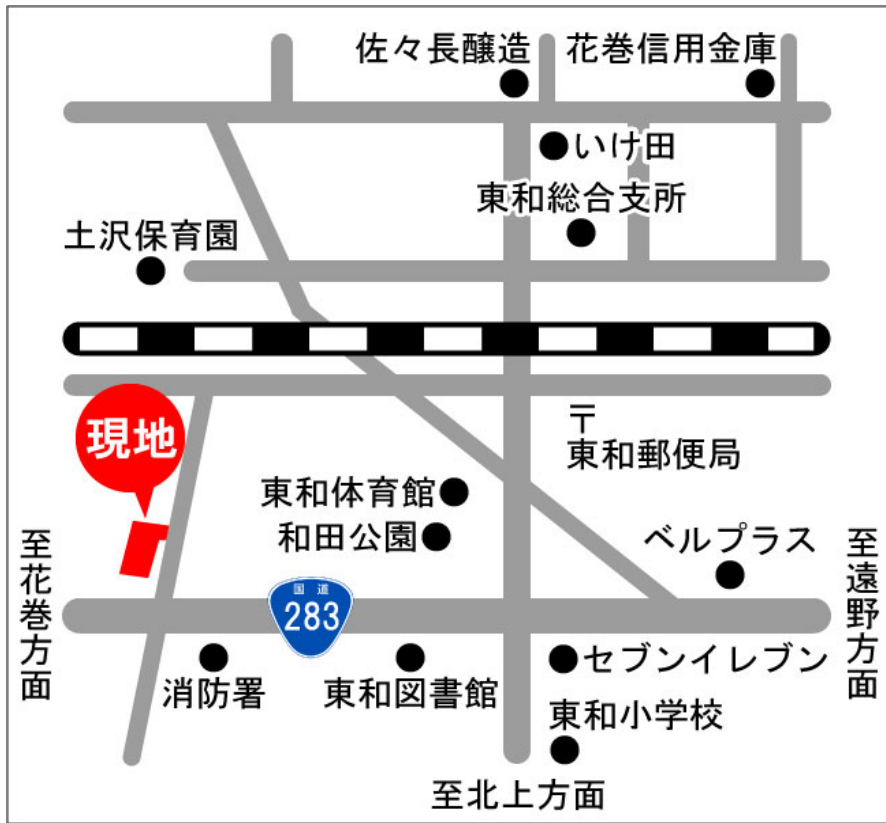 佐々長醸造
花巻信用金庫
いけ田
東和総合支所
土沢保育園
現地
〒
東和郵便局
東和体育館
和田公園
ベルプラス
至花巻方面
至遠野方面
国道
283
消防署
東和図書館
セブンイレブン
東和小学校
至北上方面